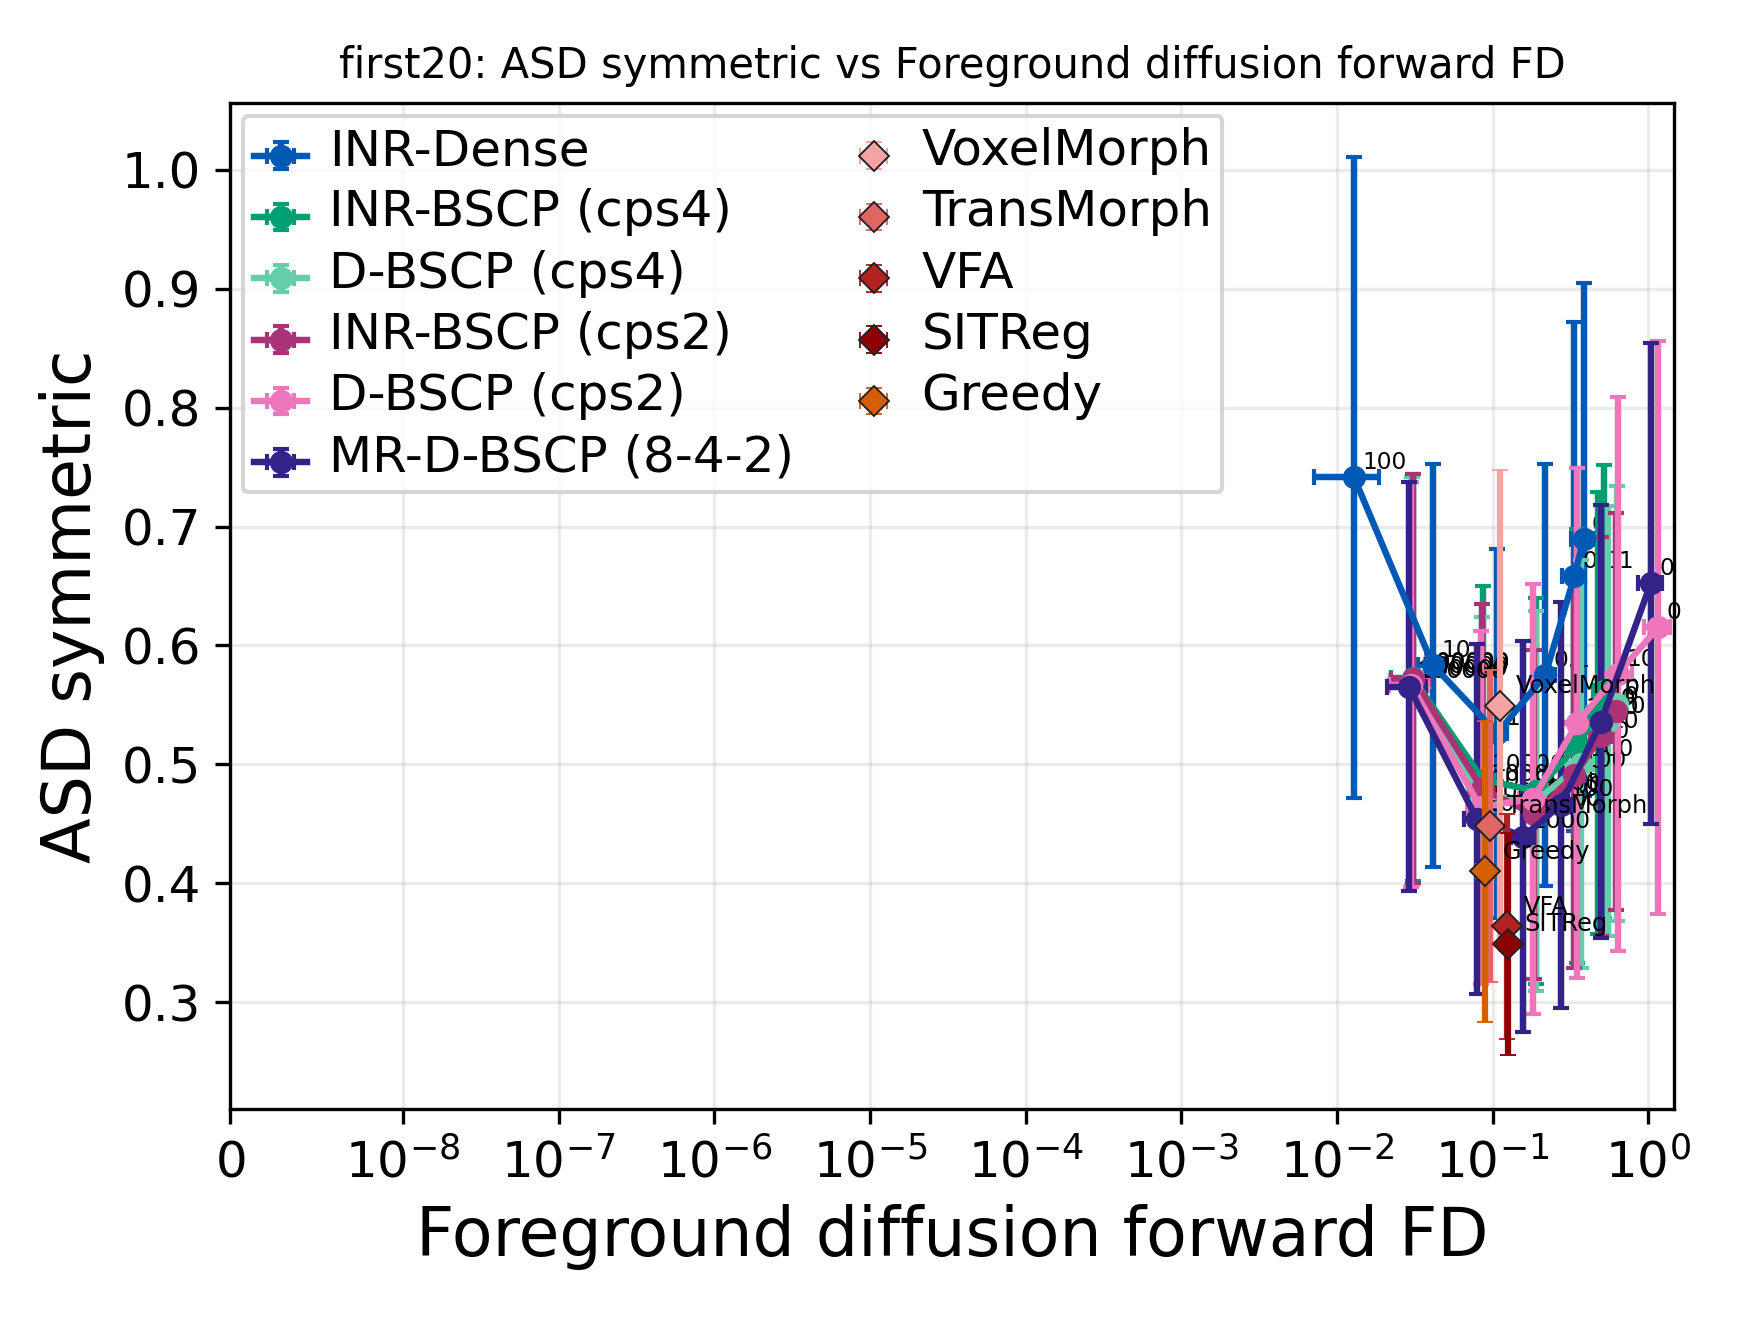 first20: ASD symmetric vs Foreground diffusion forward FD
ASD symmetric
1.0
0.9
0.8
0.7
0.6
0.5
0.4
0.3
INR-Dense
INR-BSCP (cps4)
D-BSCP (cps4)
INR-BSCP (cps2)
D-BSCP (cps2)
MR-D-BSCP (8-4-2)
VoxelMorph
TransMorph
VFA
SITReg
Greedy
100
10
0
0
VoxelMorph
TransMorph
Greedy
VFA
SITReg
0
10⁻⁸
10⁻⁷
10⁻⁶
10⁻⁵
10⁻⁴
10⁻³
10⁻²
10⁻¹
10⁰
Foreground diffusion forward FD